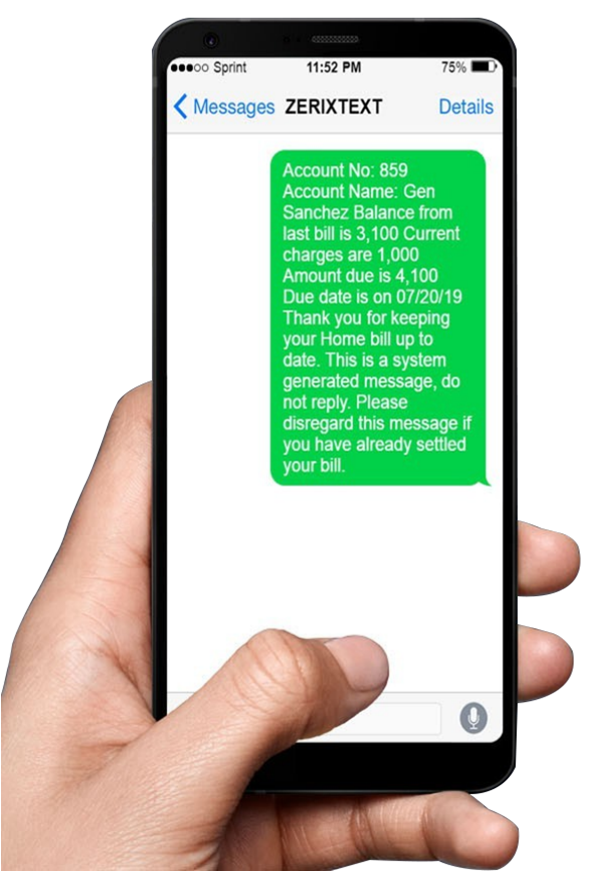 Sprint 11:52 PM 75%
Messages ZERIXTEXT Details
Account No: 859
Account Name: Gen
Sanchez Balance from
last bill is 3,100 Current
charges are 1,000
Amount due is 4,100
Due date is on 07/20/19
Thank you for keeping
your Home bill up to
date. This is a system
generated message, do
not reply. Please
disregard this message if
you have already settled
your bill.